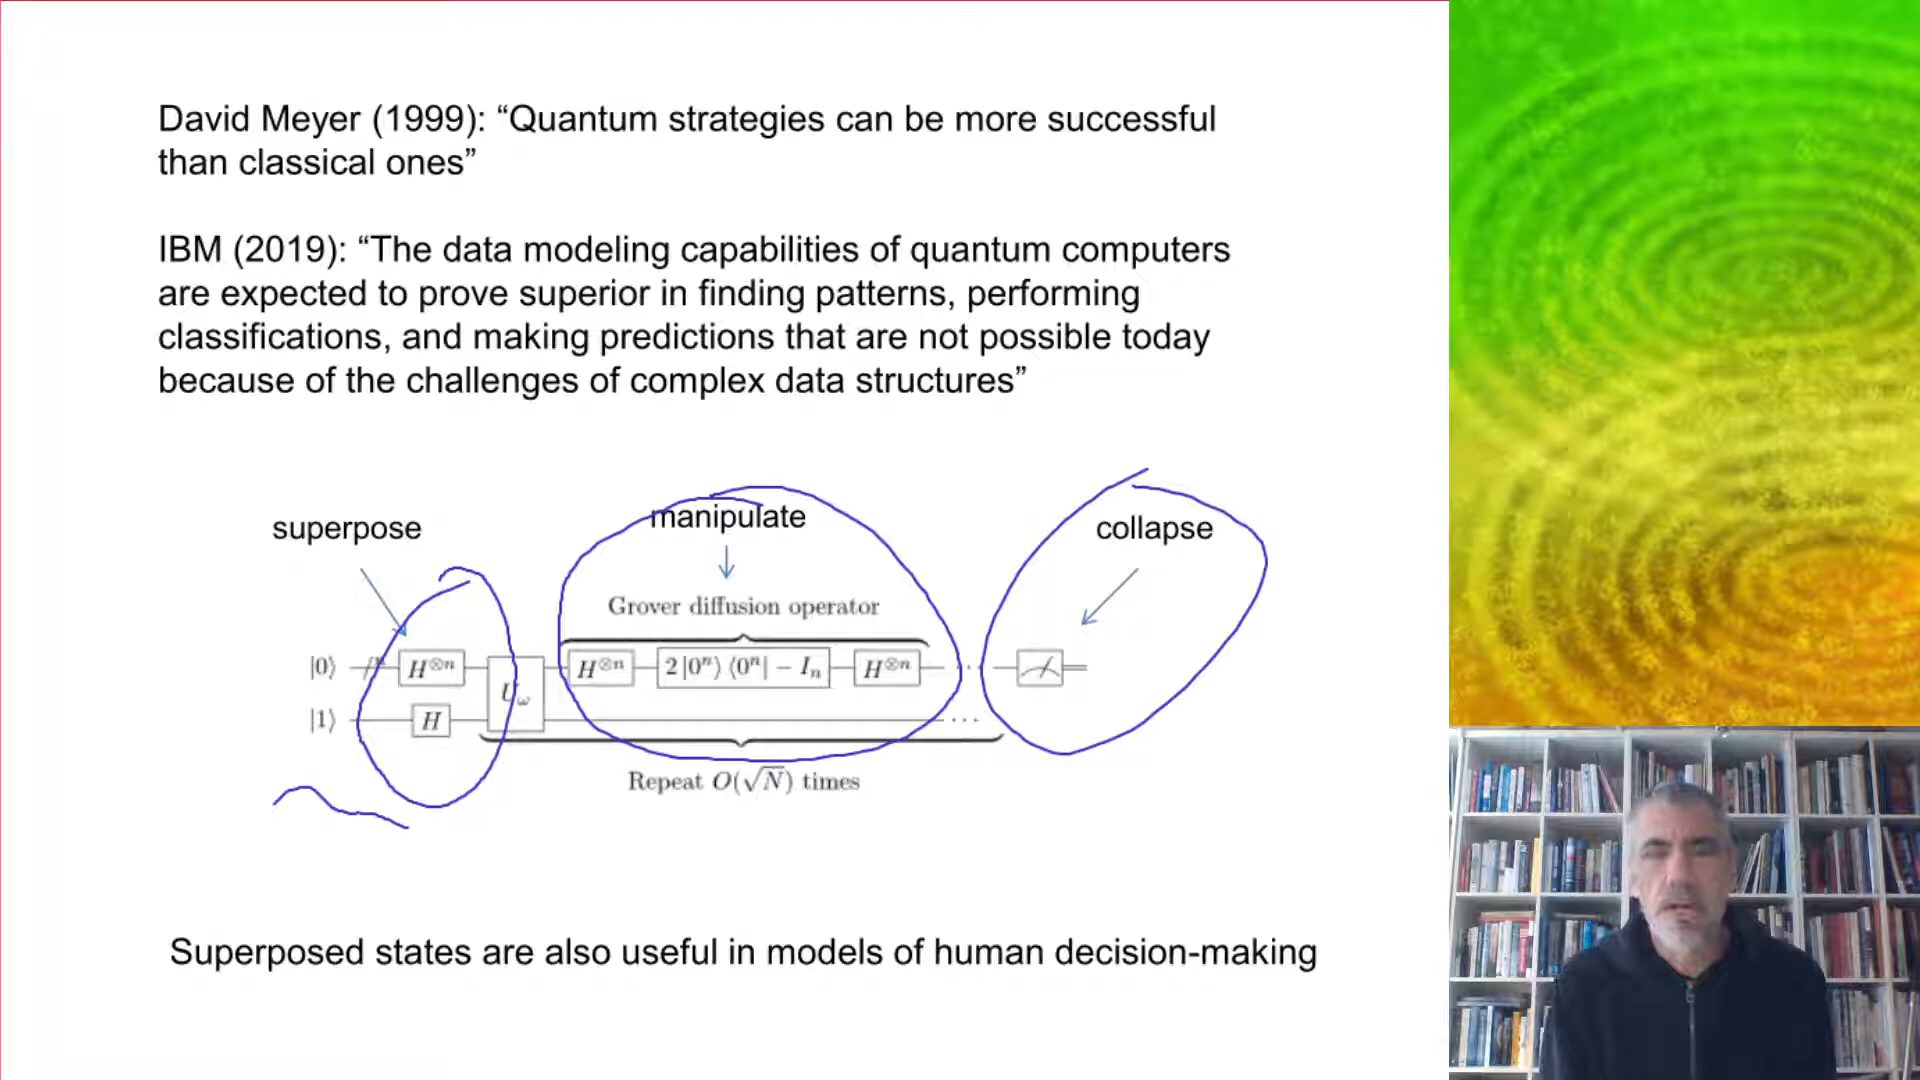 David Meyer (1999): “Quantum strategies can be more successful
than classical ones”
IBM (2019): “The data modeling capabilities of quantum computers
are expected to prove superior in finding patterns, performing
classifications, and making predictions that are not possible today
because of the challenges of complex data structures”
superpose
manipulate
collapse
Grover diffusion operator
|0⟩ /ⁿ H⊗n H⊗n 2|0ⁿ⟩⟨0ⁿ| − Iₙ H⊗n ···
U_ω
|1⟩ H ···
Repeat O(√N) times
Superposed states are also useful in models of human decision-making